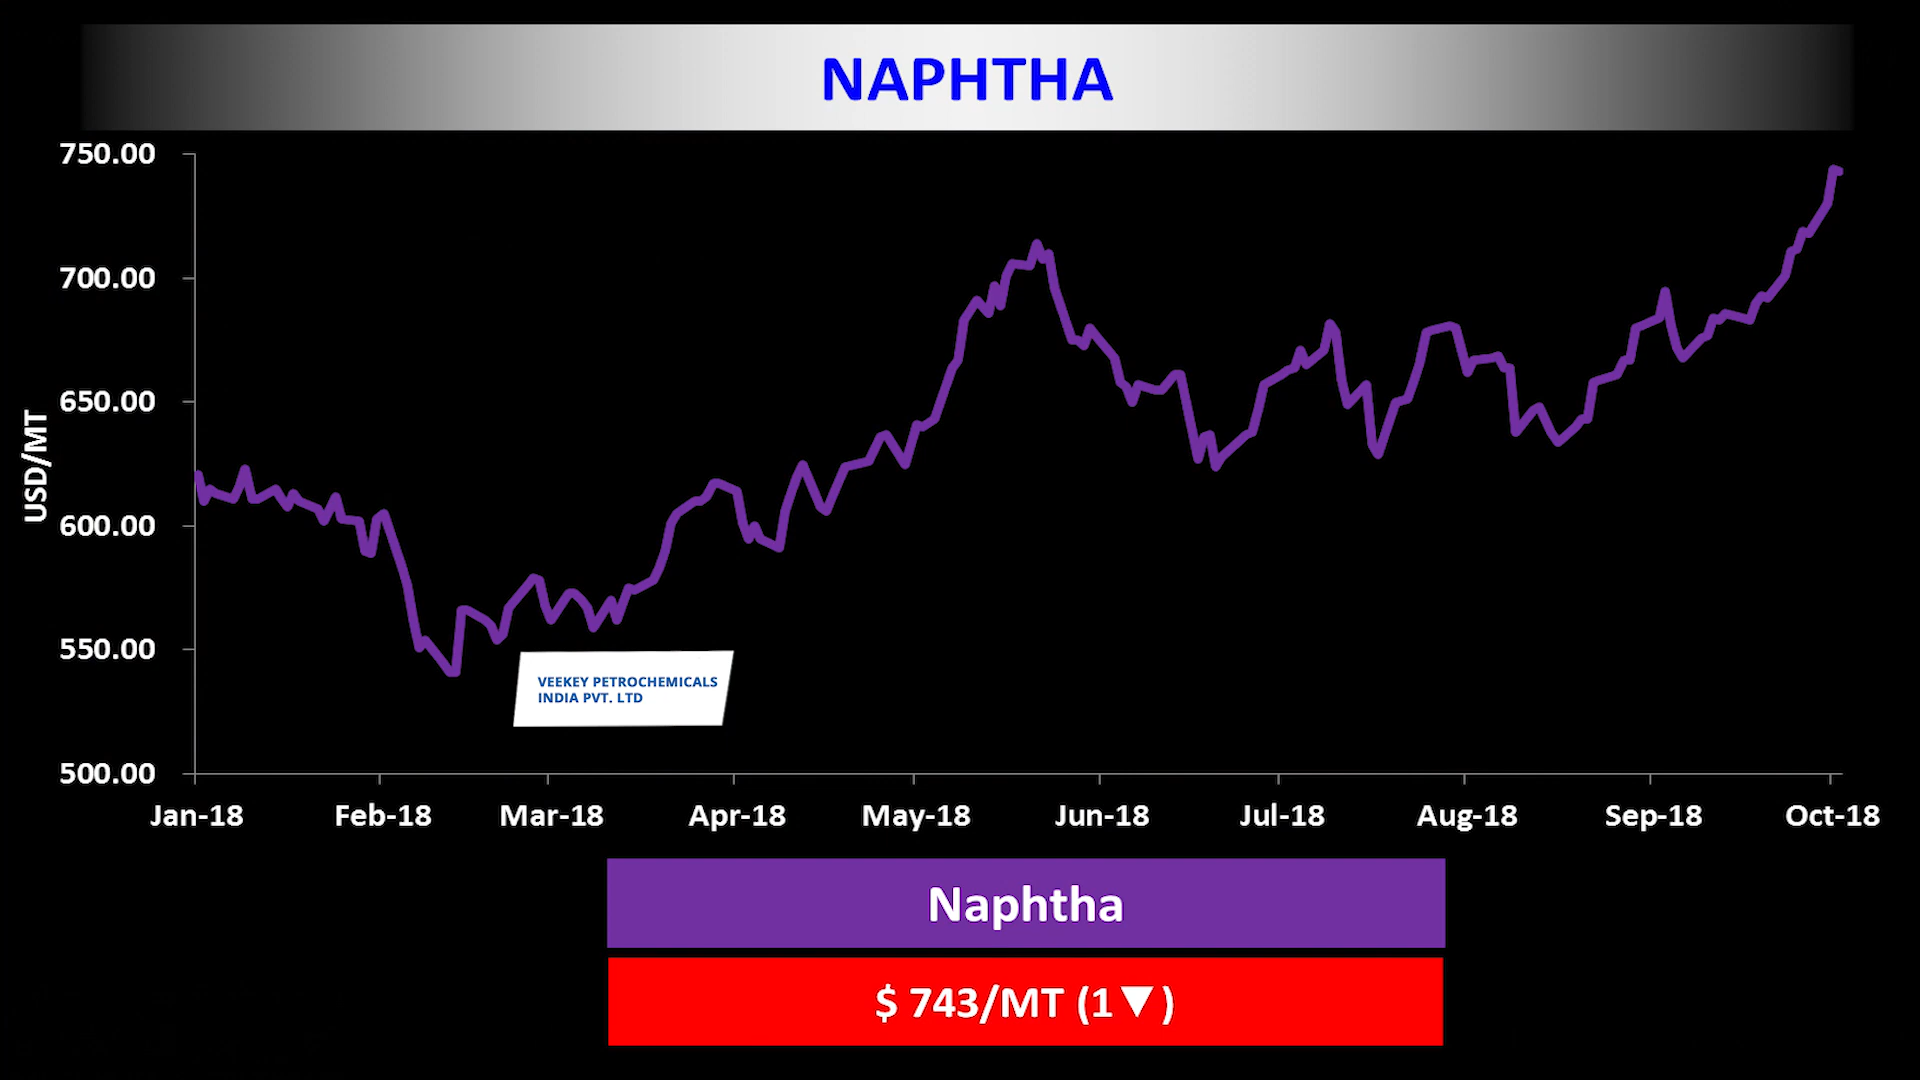 NAPHTHA
750.00
700.00
650.00
600.00
550.00
500.00
USD/MT
VEEKEY PETROCHEMICALS
INDIA PVT. LTD
Jan-18 Feb-18 Mar-18 Apr-18 May-18 Jun-18 Jul-18 Aug-18 Sep-18 Oct-18
Naphtha
$ 743/MT (1▼)